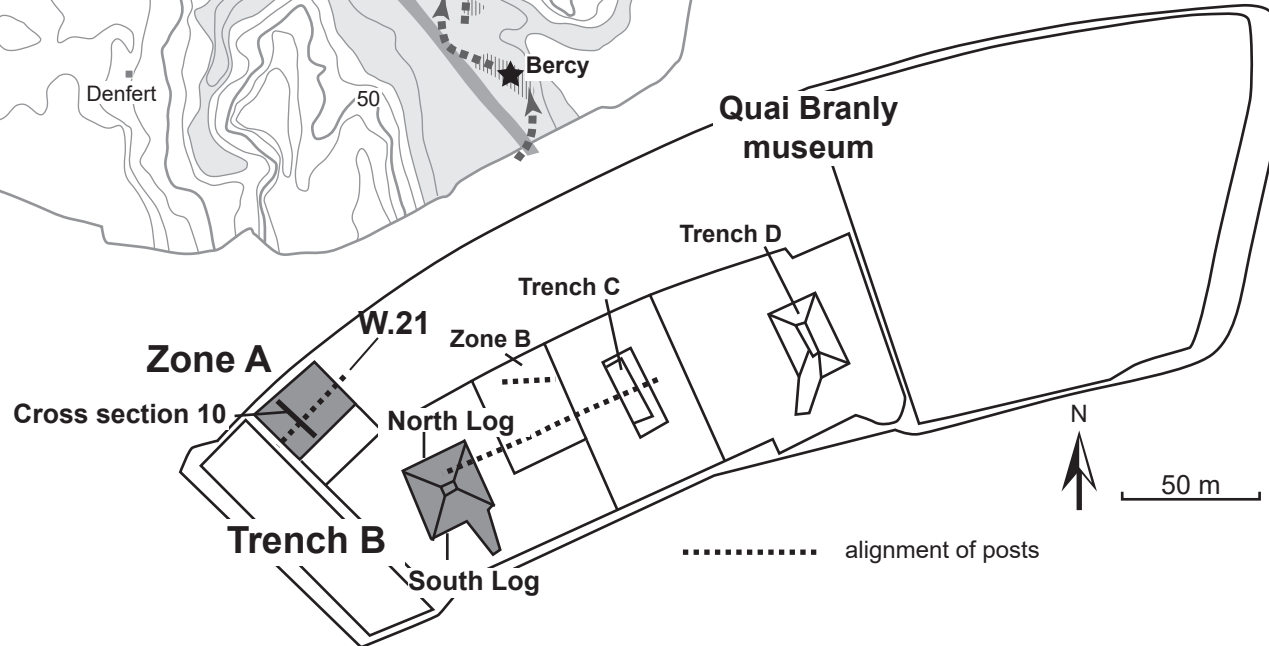 Bercy
Denfert
50
Quai Branly
museum
Trench D
Trench C
W.21
Zone B
Zone A
Cross section 10
North Log
N
50 m
Trench B
alignment of posts
South Log